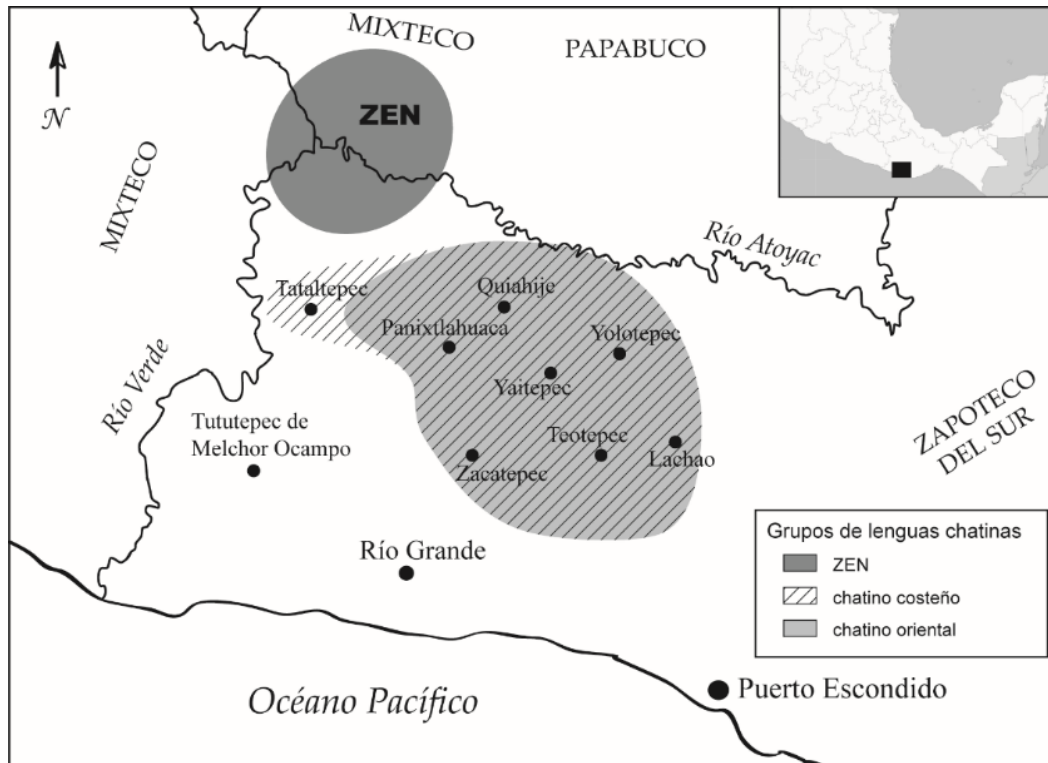 MIXTECO
PAPABUCO
N
ZEN
MIXTECO
Río Atoyac
Tataltepec
Quiahije
Panixtlahuaca
Yolotepec
Yaitepec
Río Verde
Tututepec de
Melchor Ocampo
Teotepec
Lachao
Zacatepec
ZAPOTECO
DEL SUR
Río Grande
Grupos de lenguas chatinas
ZEN
chatino costeño
chatino oriental
Océano Pacífico
Puerto Escondido